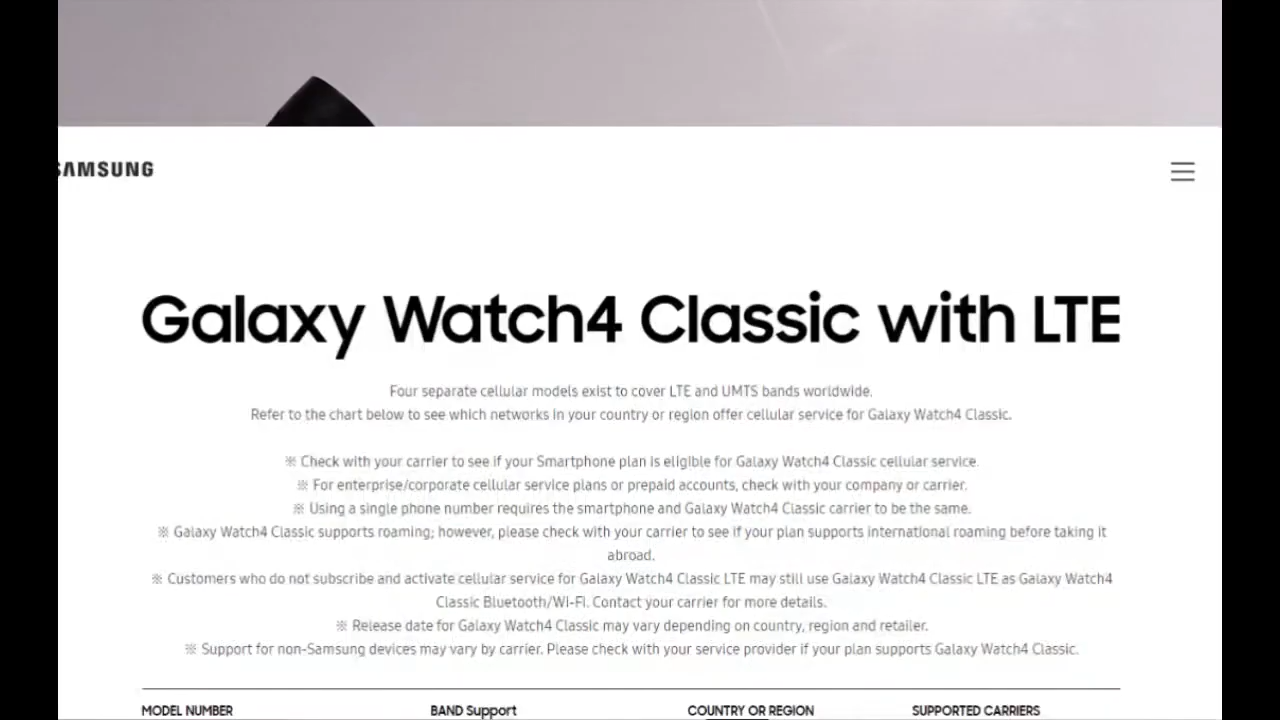 SAMSUNG
Galaxy Watch4 Classic with LTE
Four separate cellular models exist to cover LTE and UMTS bands worldwide.
Refer to the chart below to see which networks in your country or region offer cellular service for Galaxy Watch4 Classic.
※ Check with your carrier to see if your Smartphone plan is eligible for Galaxy Watch4 Classic cellular service.
※ For enterprise/corporate cellular service plans or prepaid accounts, check with your company or carrier.
※ Using a single phone number requires the smartphone and Galaxy Watch4 Classic carrier to be the same.
※ Galaxy Watch4 Classic supports roaming; however, please check with your carrier to see if your plan supports international roaming before taking it
abroad.
※ Customers who do not subscribe and activate cellular service for Galaxy Watch4 Classic LTE may still use Galaxy Watch4 Classic LTE as Galaxy Watch4
Classic Bluetooth/Wi-Fi. Contact your carrier for more details.
※ Release date for Galaxy Watch4 Classic may vary depending on country, region and retailer.
※ Support for non-Samsung devices may vary by carrier. Please check with your service provider if your plan supports Galaxy Watch4 Classic.
MODEL NUMBER BAND Support COUNTRY OR REGION SUPPORTED CARRIERS